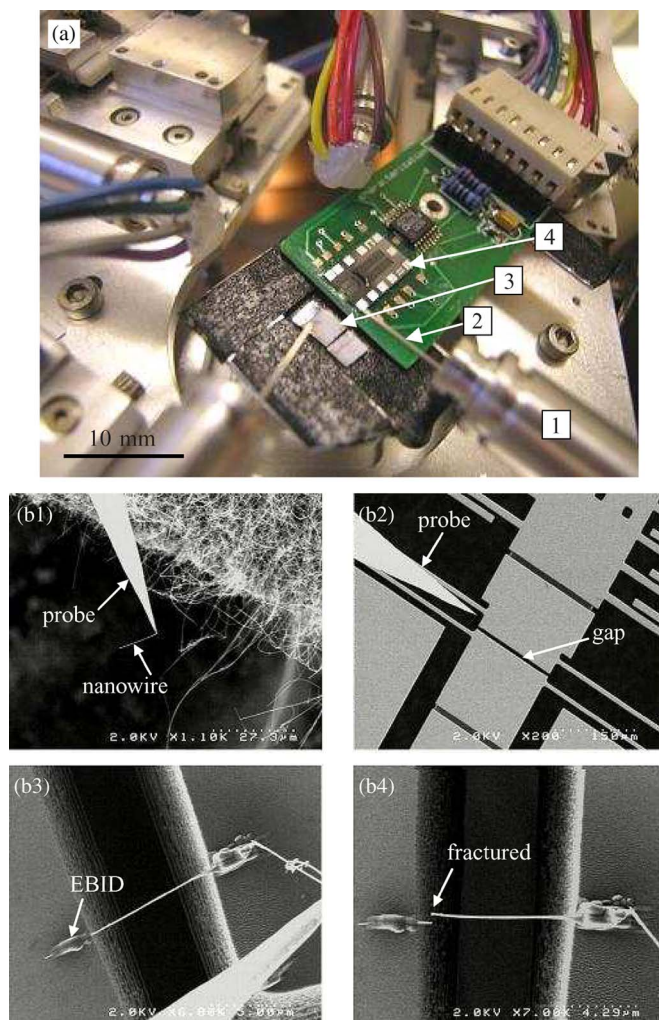 (a)
4
3
2
1
10 mm
(b1)
probe
nanowire
2.0KV X1.10K 27.3μm
(b2)
probe
gap
2.0KV X200 150μm
(b3)
EBID
2.0KV X6.00K 5.00μm
(b4)
fractured
2.0KV X7.00K 4.29μm